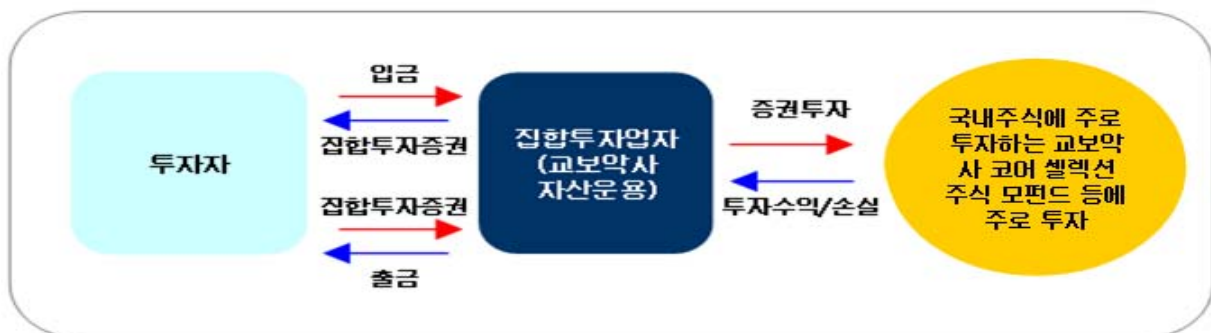 투자자
입금
집합투자증권
집합투자증권
출금
집합투자업자
(교보악사
자산운용)
증권투자
투자수익/손실
국내주식에 주로
투자하는 교보악
사 코어 셀렉션
주식 모펀드 등에
주로 투자